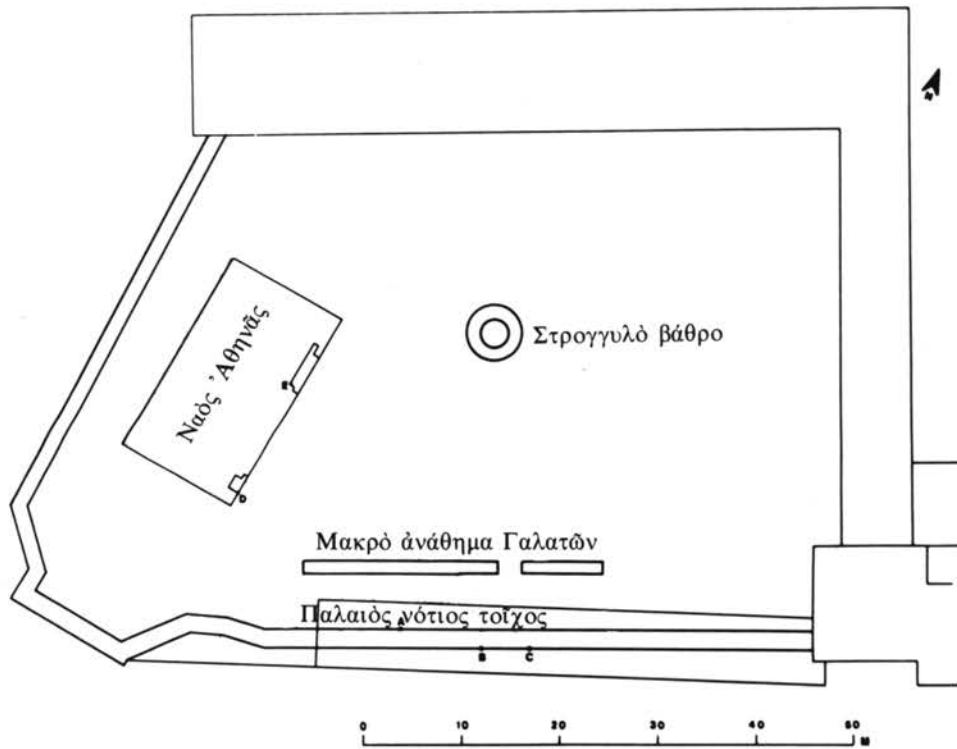 N
Ναὸς Ἀθηνᾶς
Στρογγυλὸ βάθρο
E
D
Μακρὸ ἀνάθημα Γαλατῶν
Παλαιὸς νότιος τοῖχος
A
B C
0 10 20 30 40 50 M